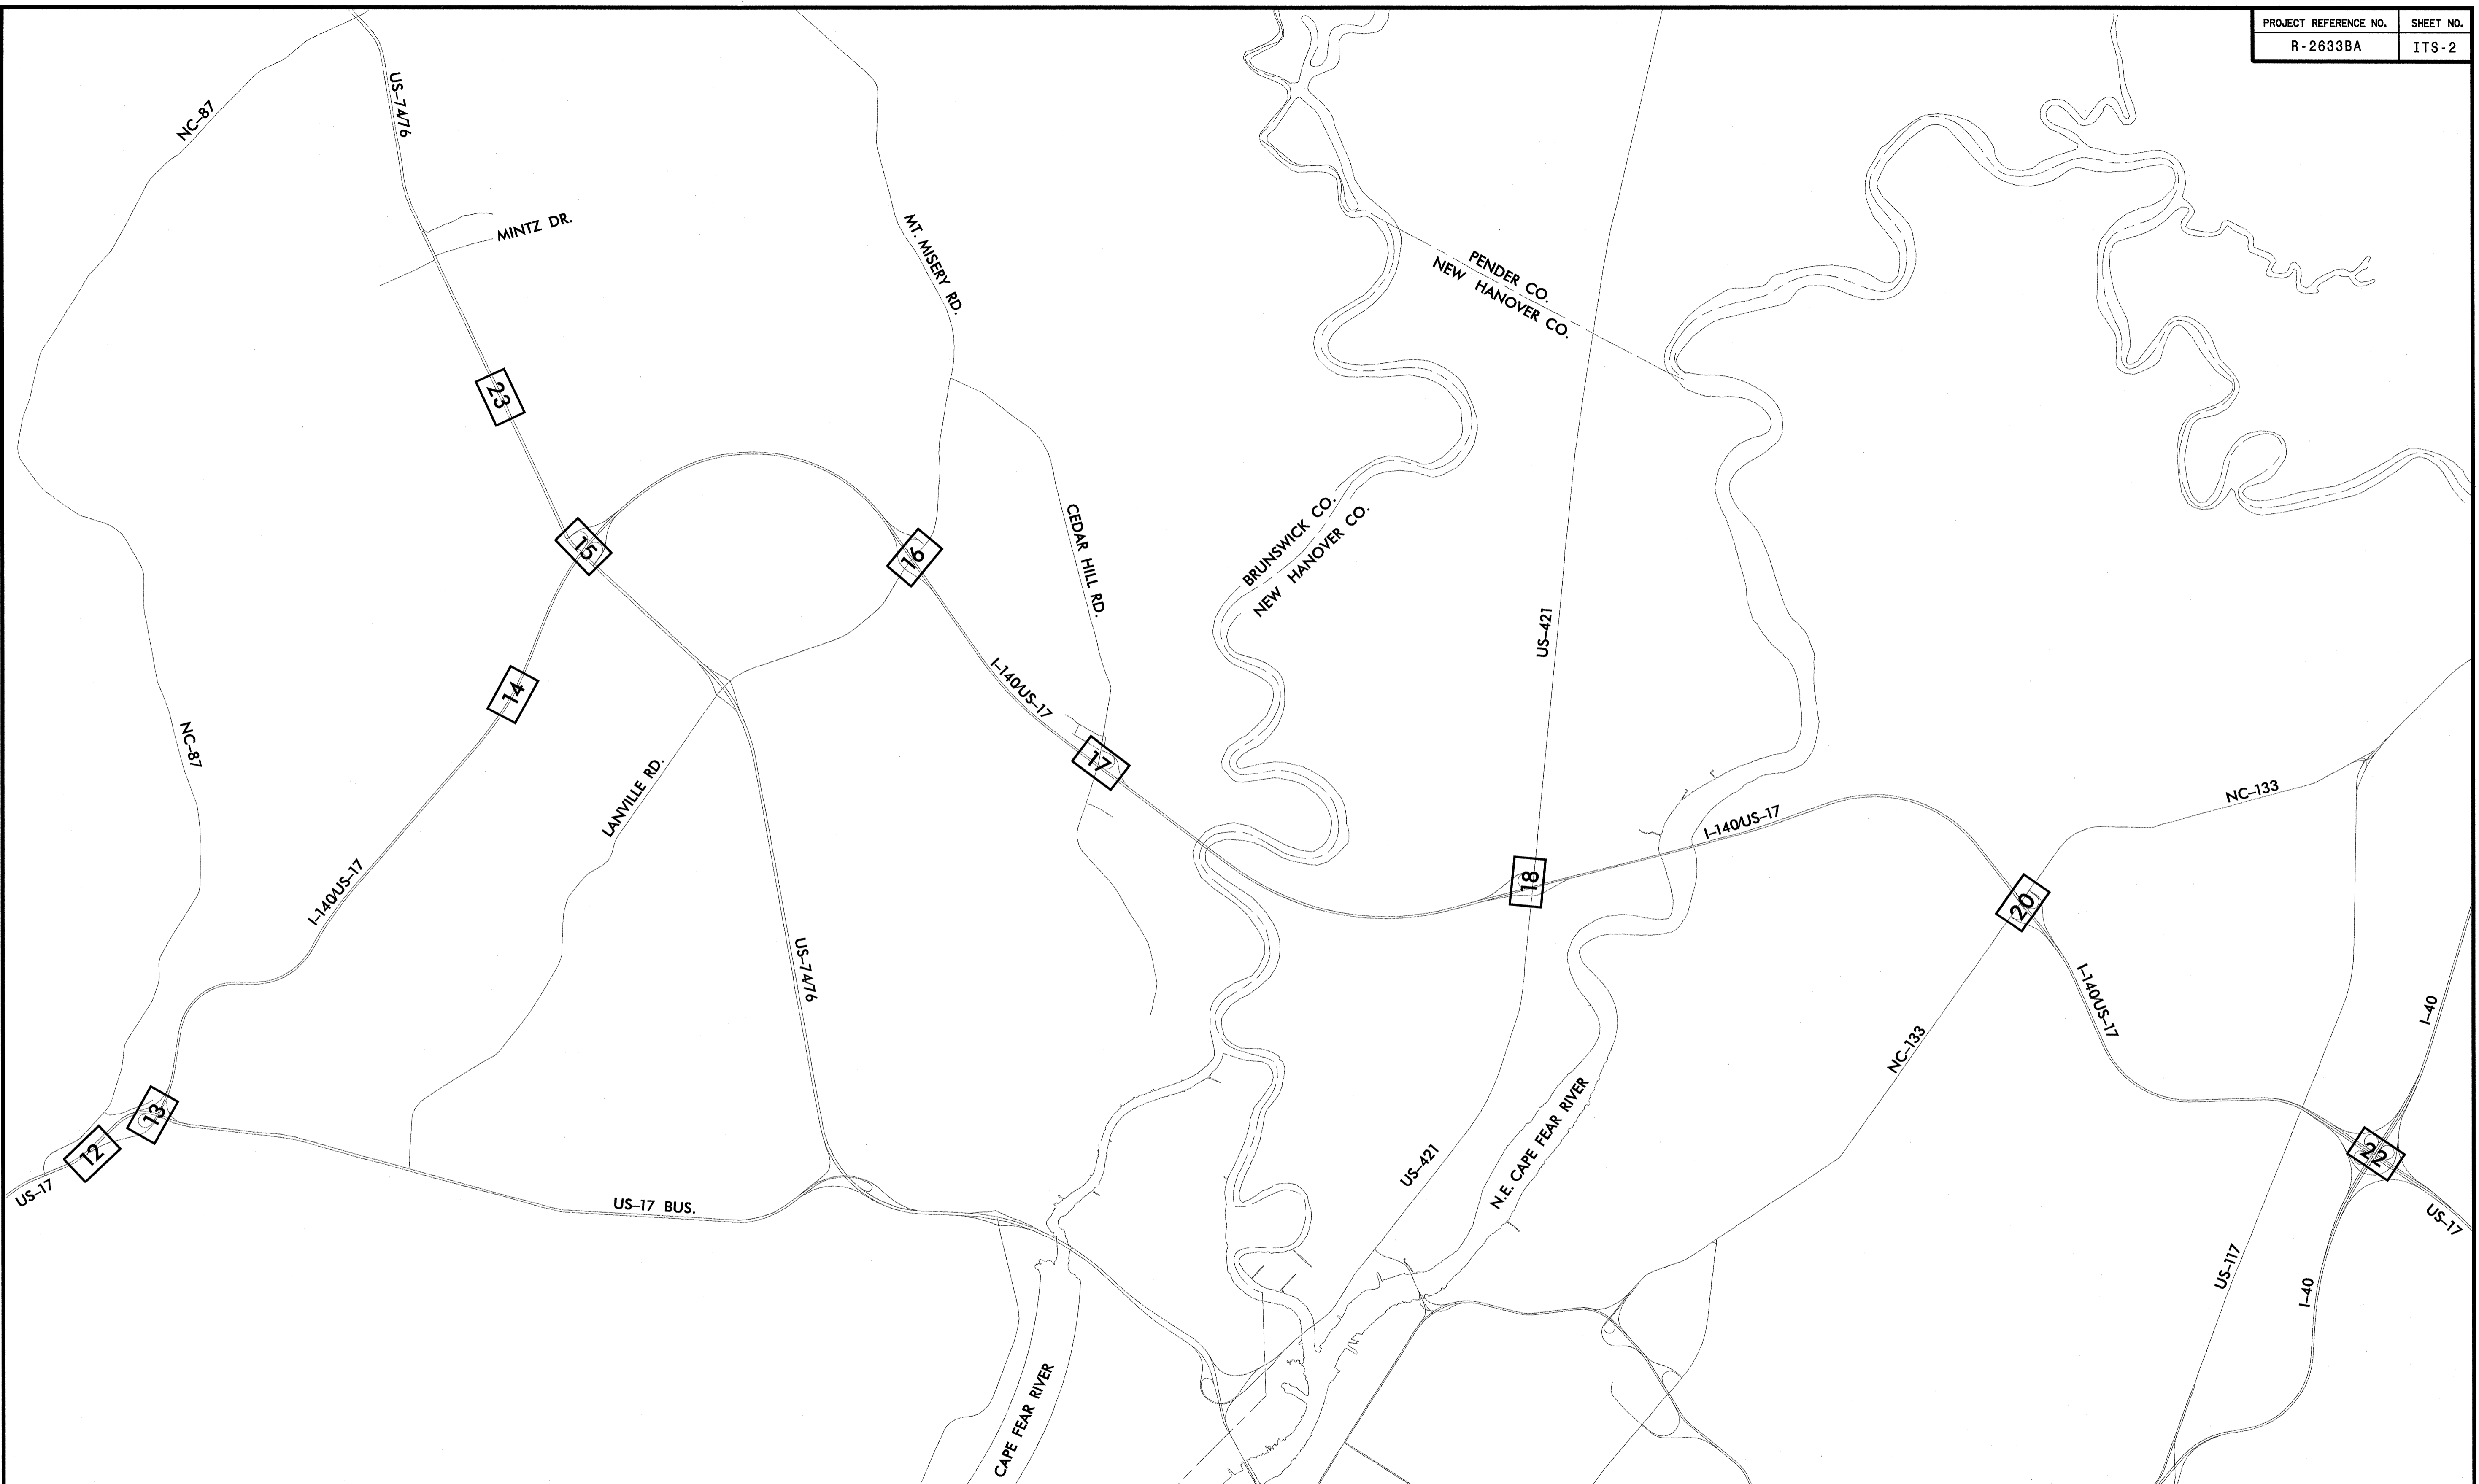 PROJECT REFERENCE NO. SHEET NO.
R-2633BA ITS-2
NC-87
US-74/76
MINTZ DR.
MT. MISERY RD.
PENDER CO.
NEW HANOVER CO.
23
15
16
CEDAR HILL RD.
BRUNSWICK CO.
NEW HANOVER CO.
US-421
14
I-140/US-17
NC-87
17
LANVILLE RD.
I-140/US-17
NC-133
18
I-140/US-17
20
US-74/76
I-140/US-17
I-40
NC-133
13
12
US-17
US-17 BUS.
US-421
N.E. CAPE FEAR RIVER
22
US-17
US-117
I-40
CAPE FEAR RIVER